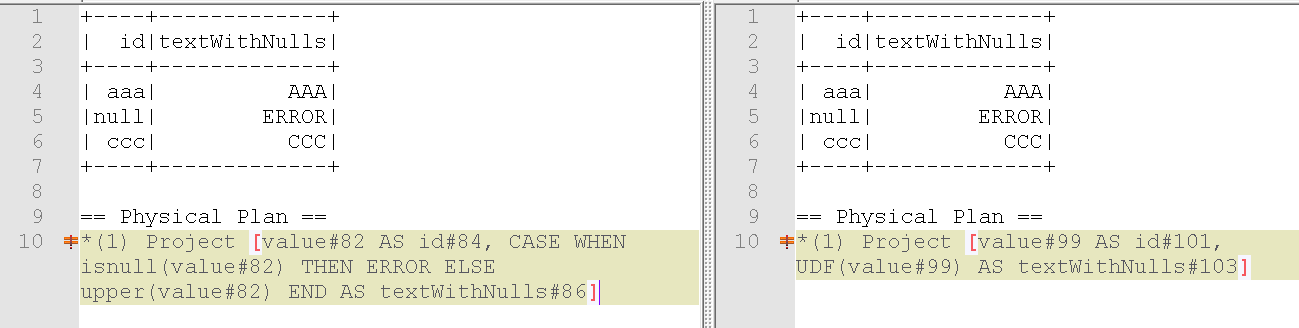 1 +----+-------------+
2 |  id|textWithNulls|
3 +----+-------------+
4 | aaa|          AAA|
5 |null|        ERROR|
6 | ccc|          CCC|
7 +----+-------------+
8
9 == Physical Plan ==
10 *(1) Project [value#82 AS id#84, CASE WHEN
isnull(value#82) THEN ERROR ELSE
upper(value#82) END AS textWithNulls#86]
1 +----+-------------+
2 |  id|textWithNulls|
3 +----+-------------+
4 | aaa|          AAA|
5 |null|        ERROR|
6 | ccc|          CCC|
7 +----+-------------+
8
9 == Physical Plan ==
10 *(1) Project [value#99 AS id#101,
UDF(value#99) AS textWithNulls#103]